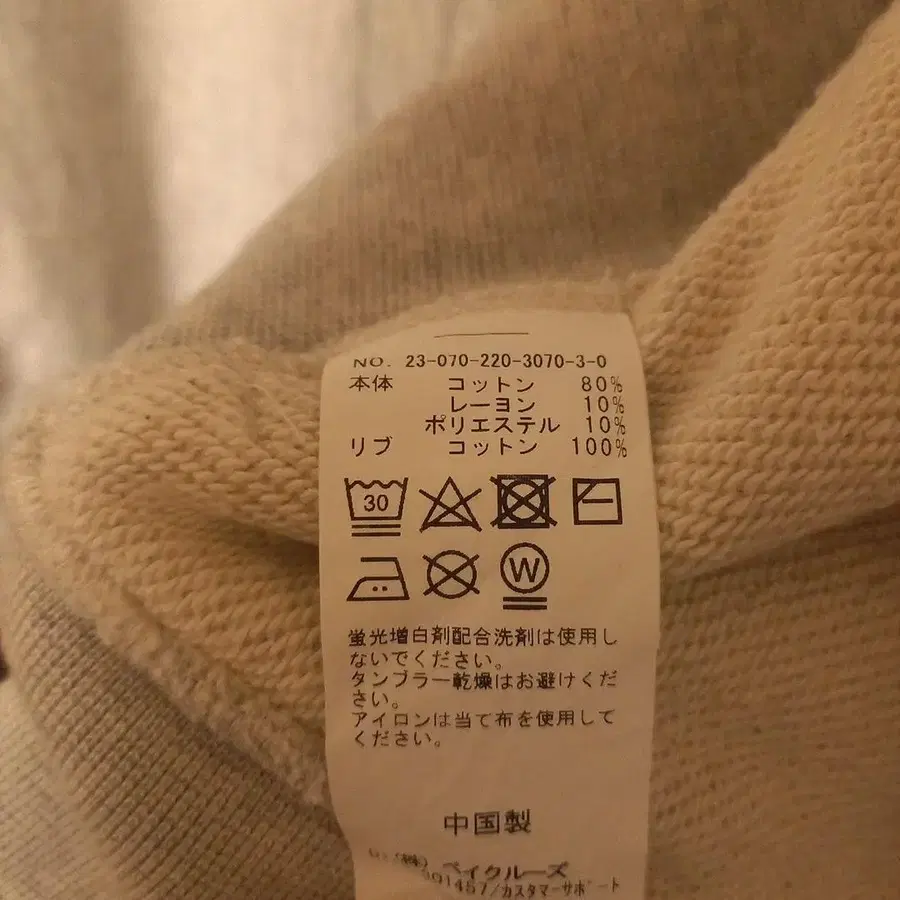 NO. 23-070-220-3070-3-0
本体 コットン 80%
レーヨン 10%
ポリエステル 10%
リブ コットン 100%
30
W
蛍光増白剤配合洗剤は使用し
ないでください。
タンブラー乾燥はお避けくだ
さい。
アイロンは当て布を使用して
ください。
中国製
(株) ベイクルーズ
/カスタマーサポート